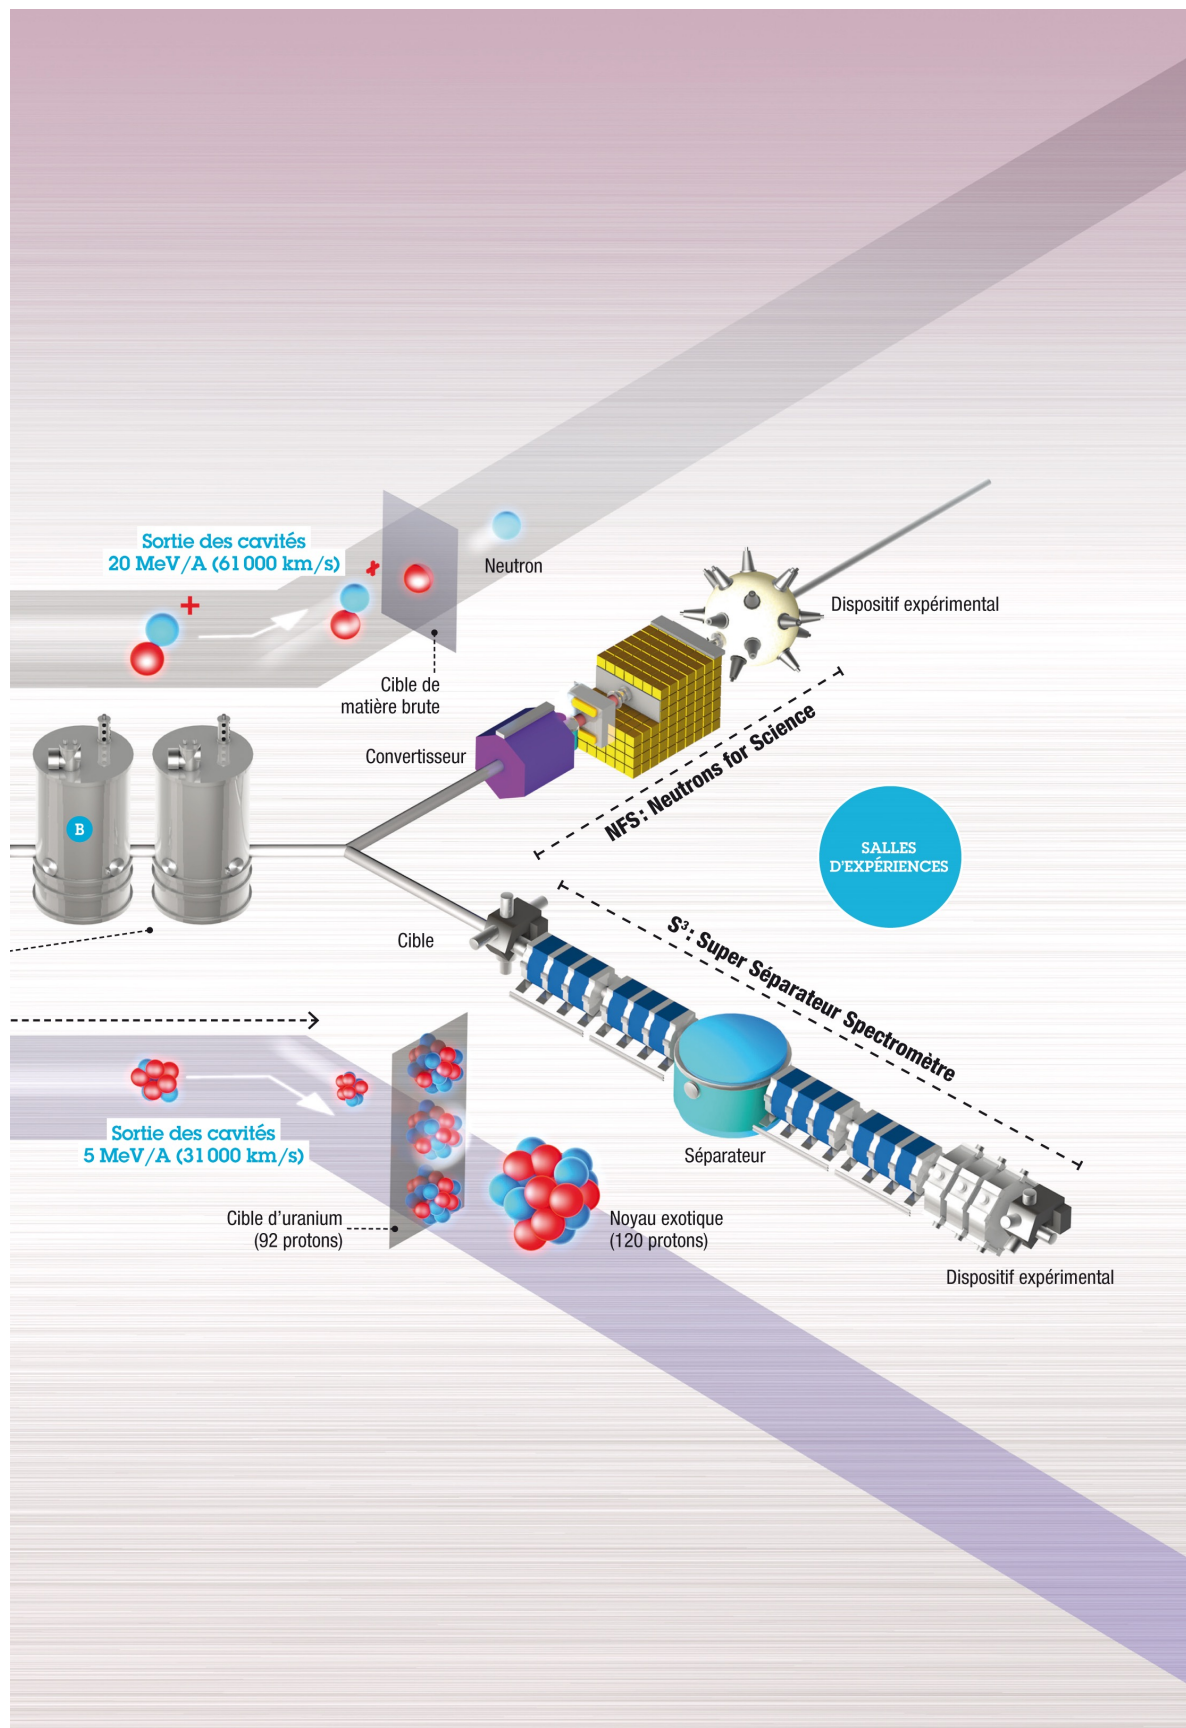 Sortie des cavités
20 MeV/A (61 000 km/s)
+
+
Neutron
Dispositif expérimental
Cible de
matière brute
Convertisseur
NFS : Neutrons for Science
B
SALLES
D'EXPÉRIENCES
Cible
S³ : Super Séparateur Spectromètre
Sortie des cavités
5 MeV/A (31 000 km/s)
Séparateur
Cible d'uranium
(92 protons)
Noyau exotique
(120 protons)
Dispositif expérimental